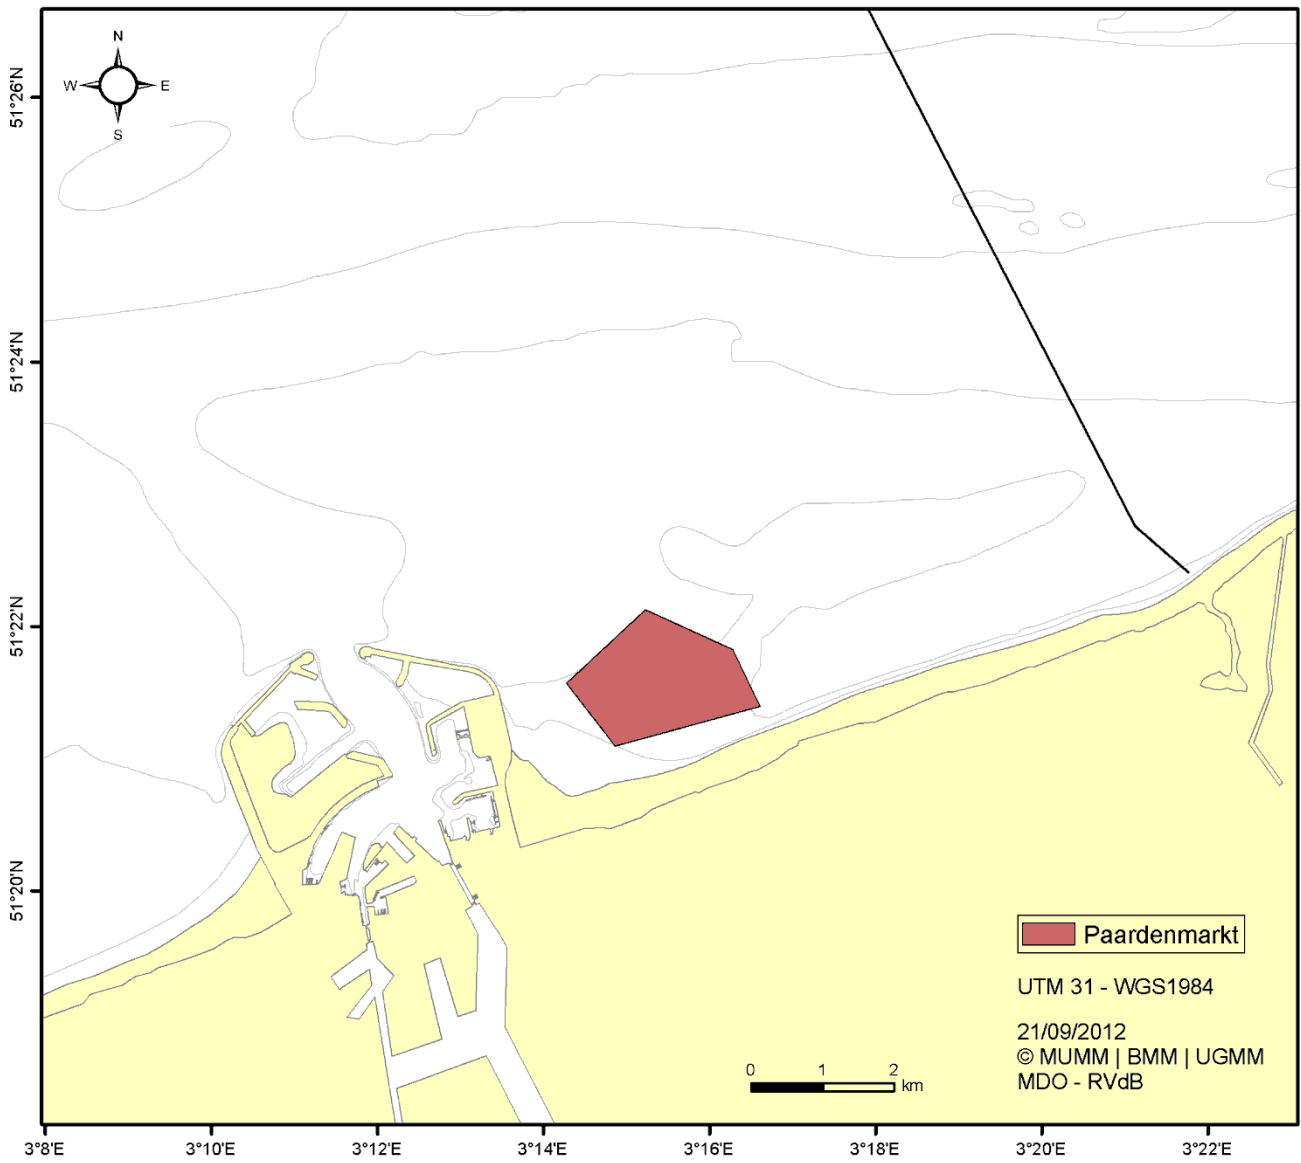 N
W E
S
51°26'N
51°24'N
51°22'N
51°20'N
Paardenmarkt
UTM 31 - WGS1984
21/09/2012
© MUMM | BMM | UGMM
MDO - RVdB
0 1 2
km
3°8'E 3°10'E 3°12'E 3°14'E 3°16'E 3°18'E 3°20'E 3°22'E